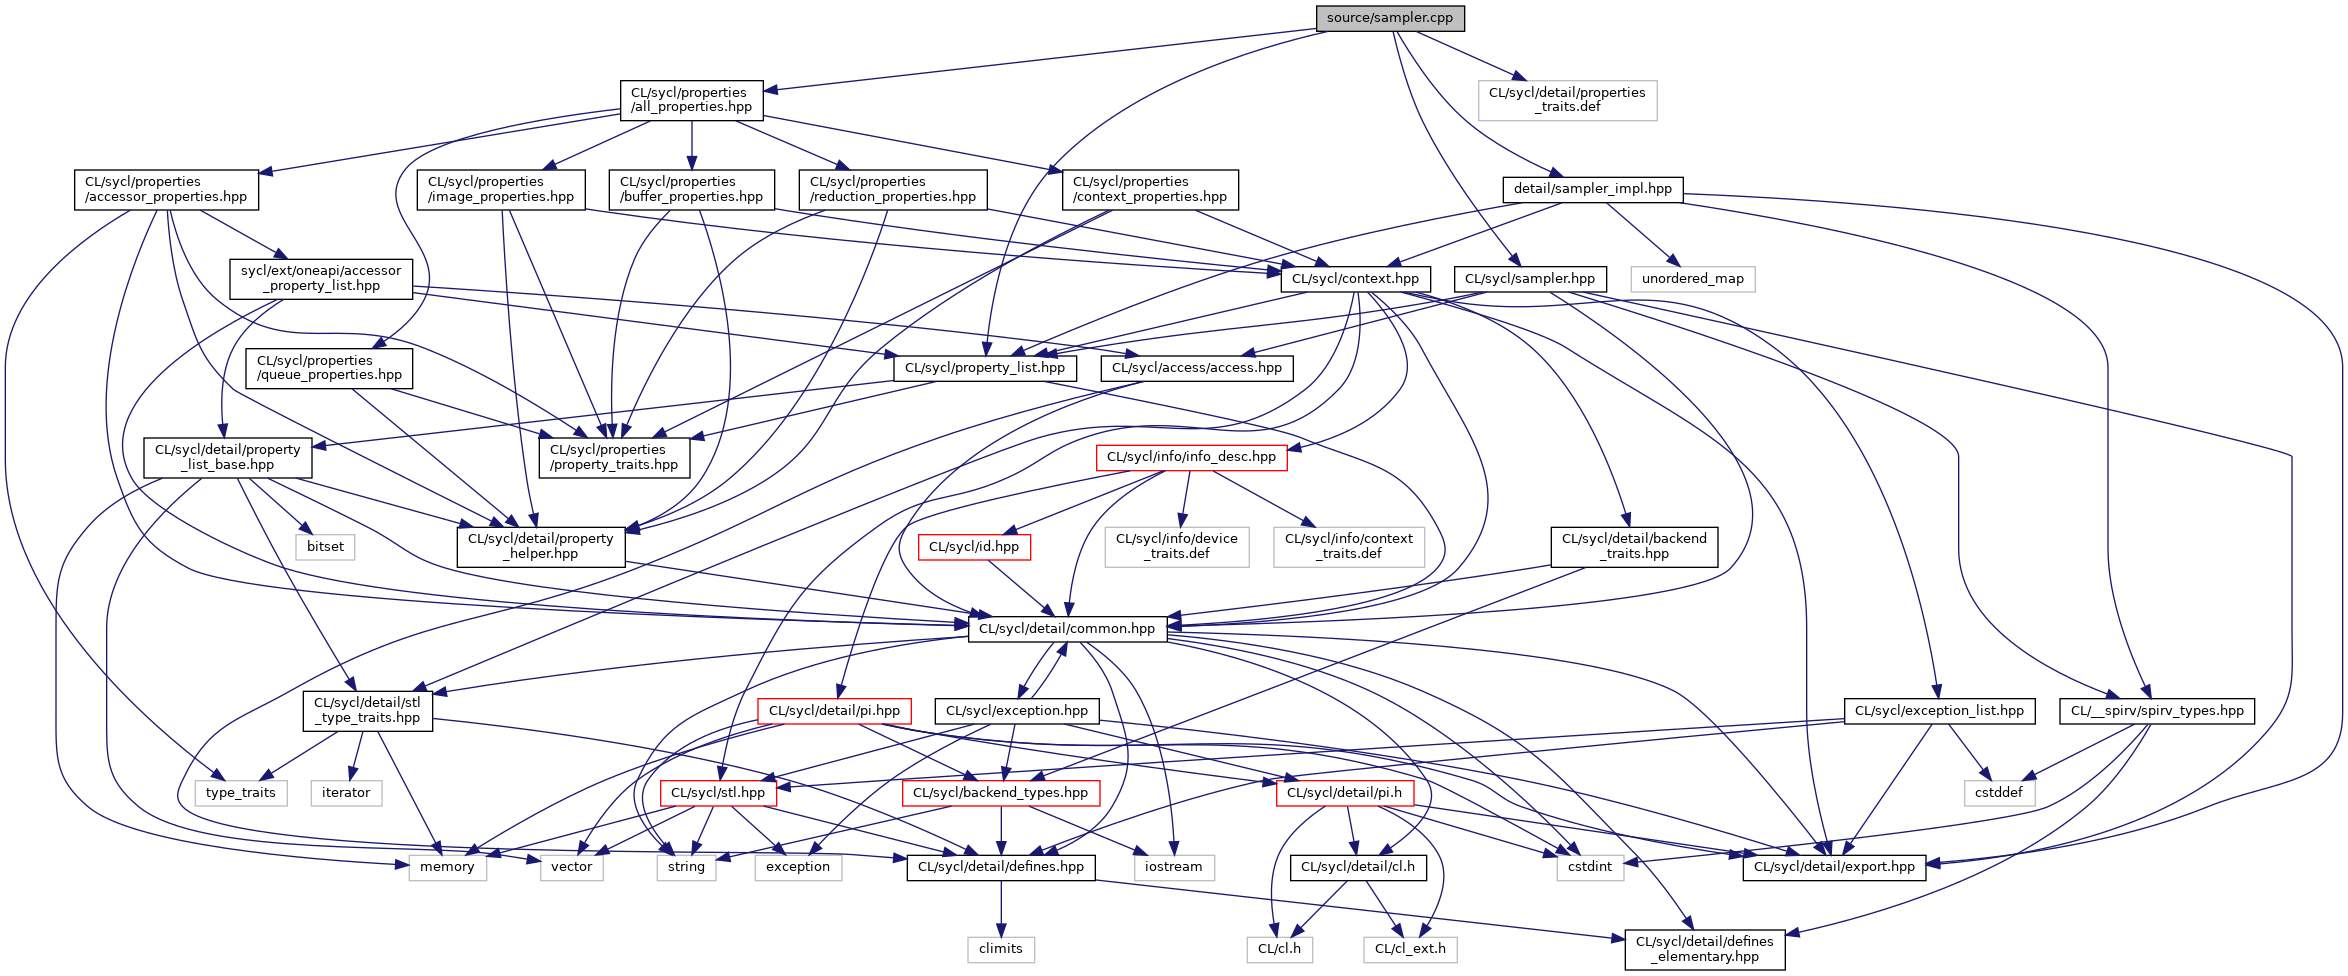 source/sampler.cpp
CL/sycl/properties
/all_properties.hpp
CL/sycl/detail/properties
_traits.def
CL/sycl/properties
/accessor_properties.hpp
CL/sycl/properties
/image_properties.hpp
CL/sycl/properties
/buffer_properties.hpp
CL/sycl/properties
/reduction_properties.hpp
CL/sycl/properties
/context_properties.hpp
detail/sampler_impl.hpp
sycl/ext/oneapi/accessor
_property_list.hpp
CL/sycl/context.hpp
CL/sycl/sampler.hpp
unordered_map
CL/sycl/properties
/queue_properties.hpp
CL/sycl/property_list.hpp
CL/sycl/access/access.hpp
CL/sycl/detail/property
_list_base.hpp
CL/sycl/properties
/property_traits.hpp
CL/sycl/info/info_desc.hpp
bitset
CL/sycl/detail/property
_helper.hpp
CL/sycl/id.hpp
CL/sycl/info/device
_traits.def
CL/sycl/info/context
_traits.def
CL/sycl/detail/backend
_traits.hpp
CL/sycl/detail/common.hpp
CL/sycl/detail/stl
_type_traits.hpp
CL/sycl/detail/pi.hpp
CL/sycl/exception.hpp
CL/sycl/exception_list.hpp
CL/__spirv/spirv_types.hpp
type_traits
iterator
CL/sycl/stl.hpp
CL/sycl/backend_types.hpp
CL/sycl/detail/pi.h
cstddef
memory
vector
string
exception
CL/sycl/detail/defines.hpp
iostream
CL/sycl/detail/cl.h
cstdint
CL/sycl/detail/export.hpp
climits
CL/cl.h
CL/cl_ext.h
CL/sycl/detail/defines
_elementary.hpp